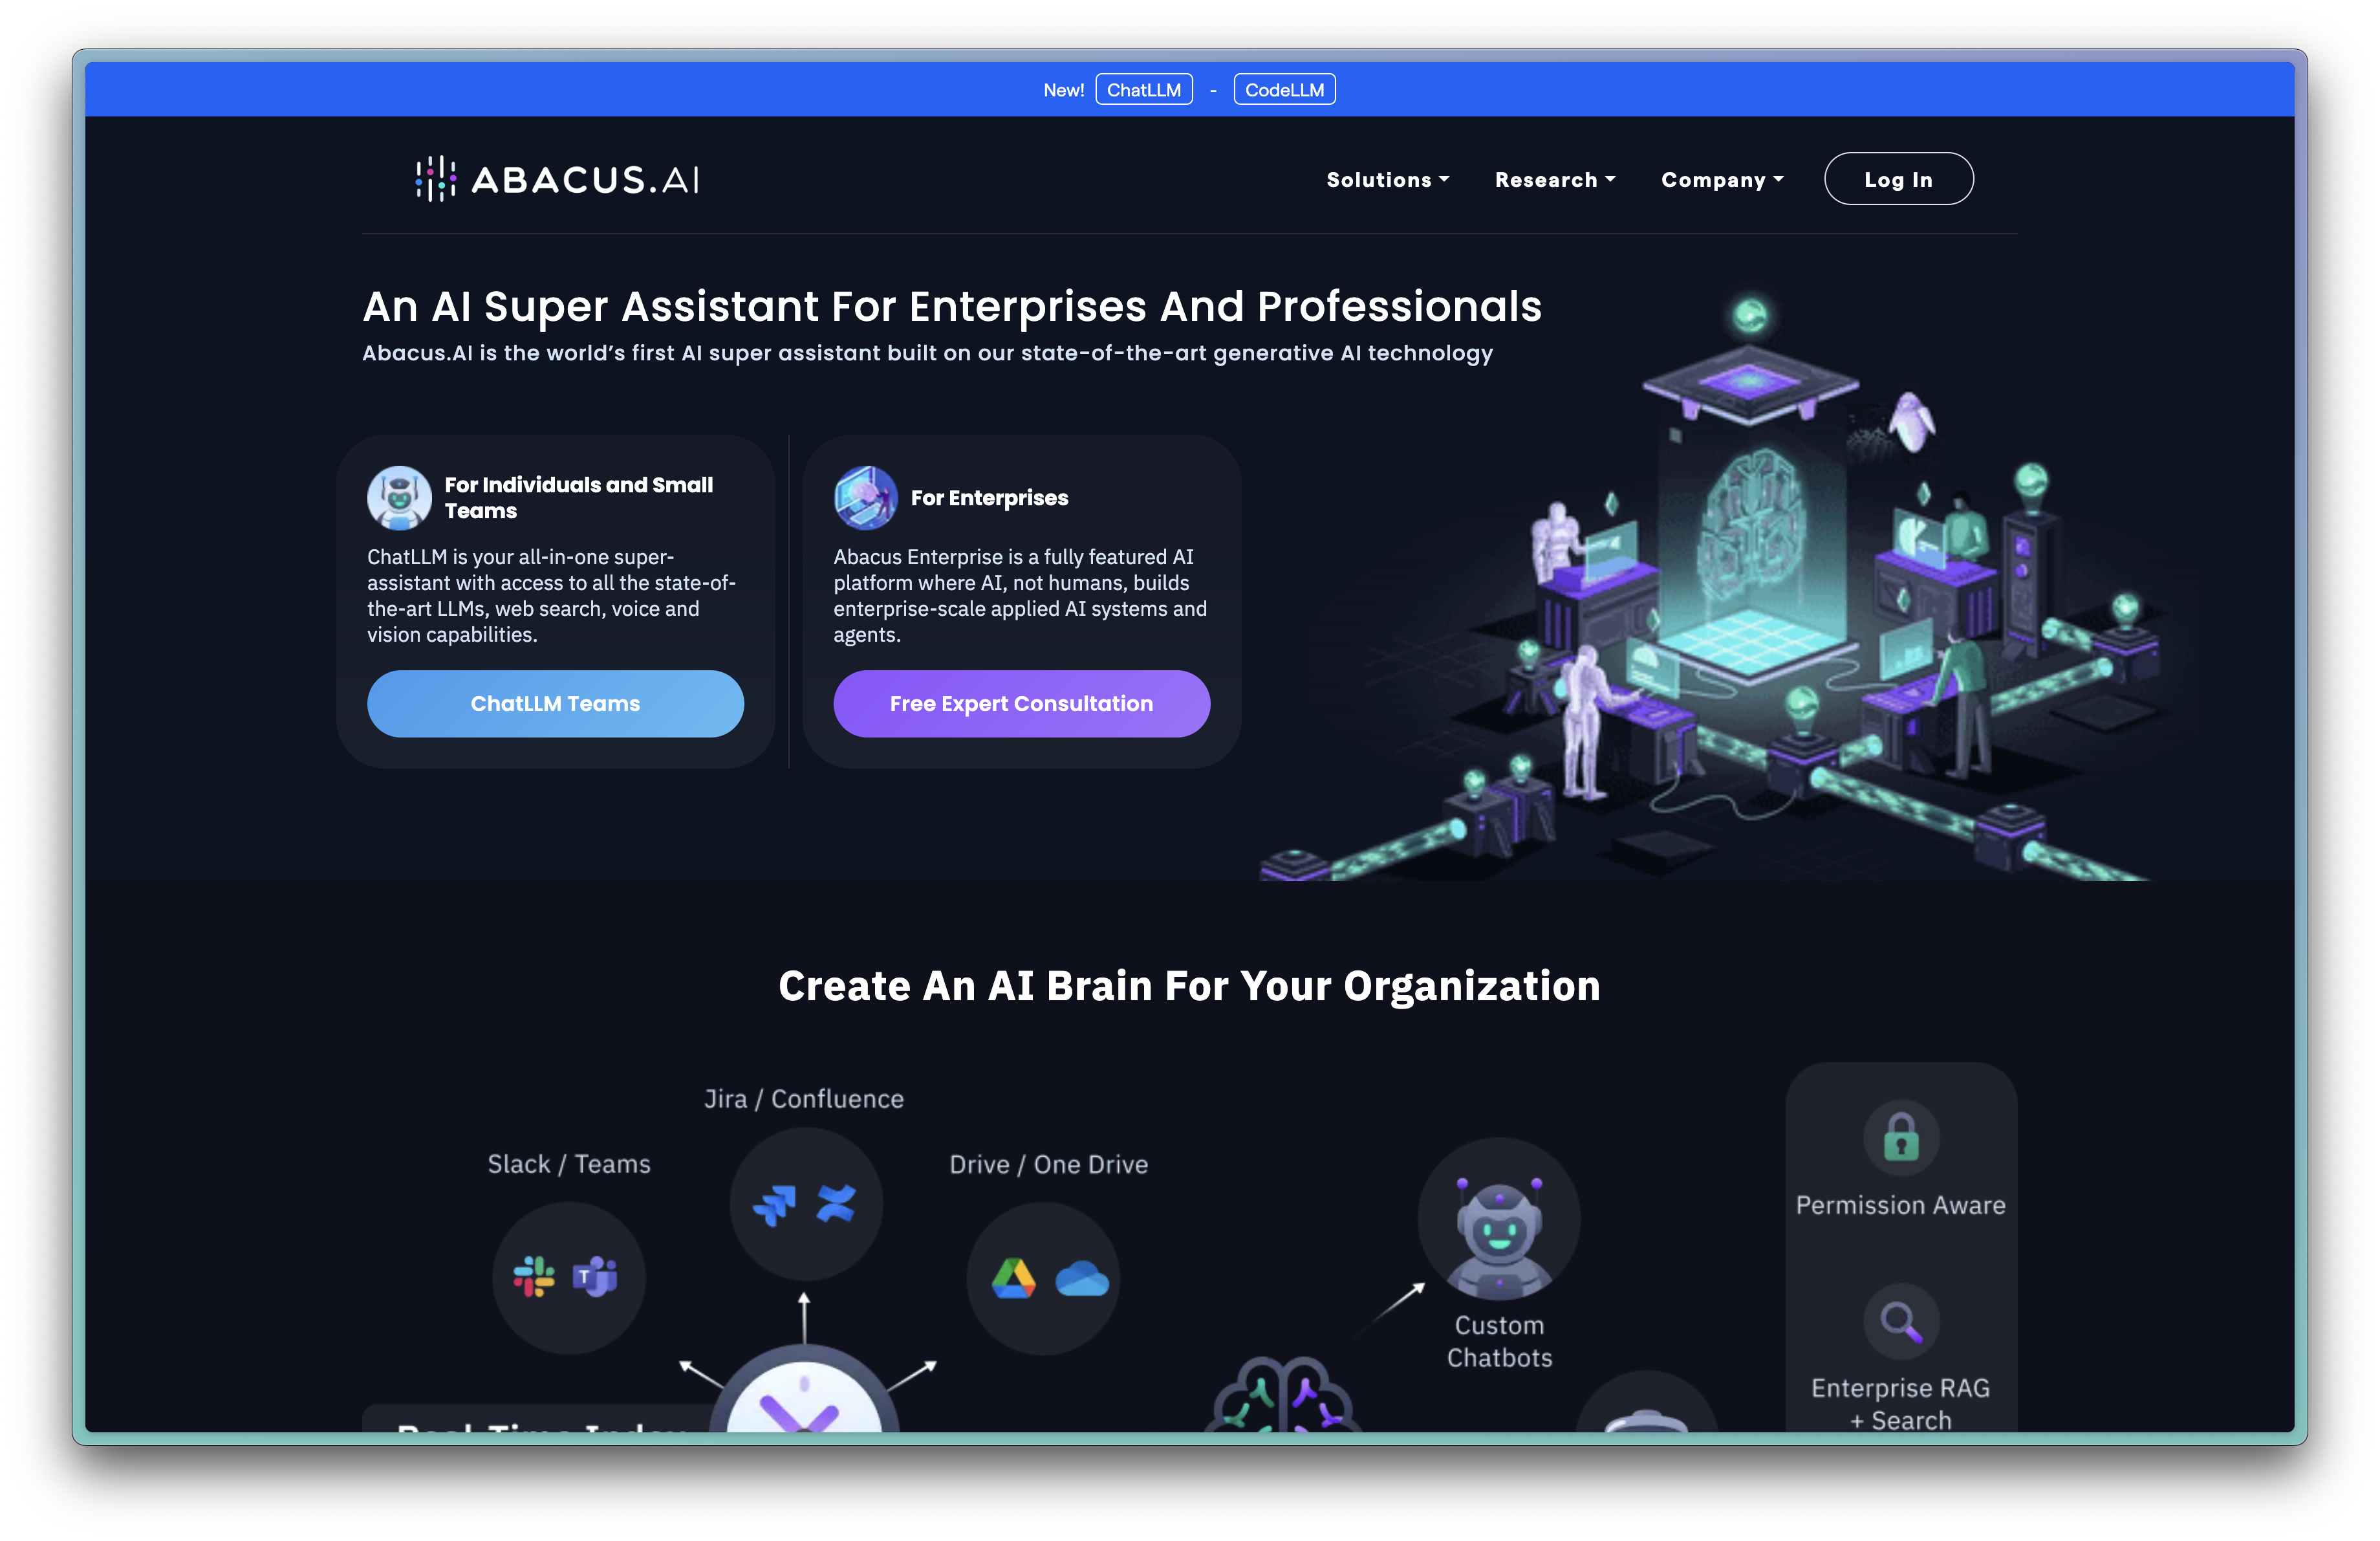 New! ChatLLM - CodeLLM
ABACUS.AI
Solutions Research Company Log In
An AI Super Assistant For Enterprises And Professionals
Abacus.AI is the world’s first AI super assistant built on our state-of-the-art generative AI technology
For Individuals and Small
Teams
ChatLLM is your all-in-one super-
assistant with access to all the state-of-
the-art LLMs, web search, voice and
vision capabilities.
ChatLLM Teams
For Enterprises
Abacus Enterprise is a fully featured AI
platform where AI, not humans, builds
enterprise-scale applied AI systems and
agents.
Free Expert Consultation
Create An AI Brain For Your Organization
Jira / Confluence
Slack / Teams
Drive / One Drive
T
Custom
Chatbots
Permission Aware
Enterprise RAG
+ Search